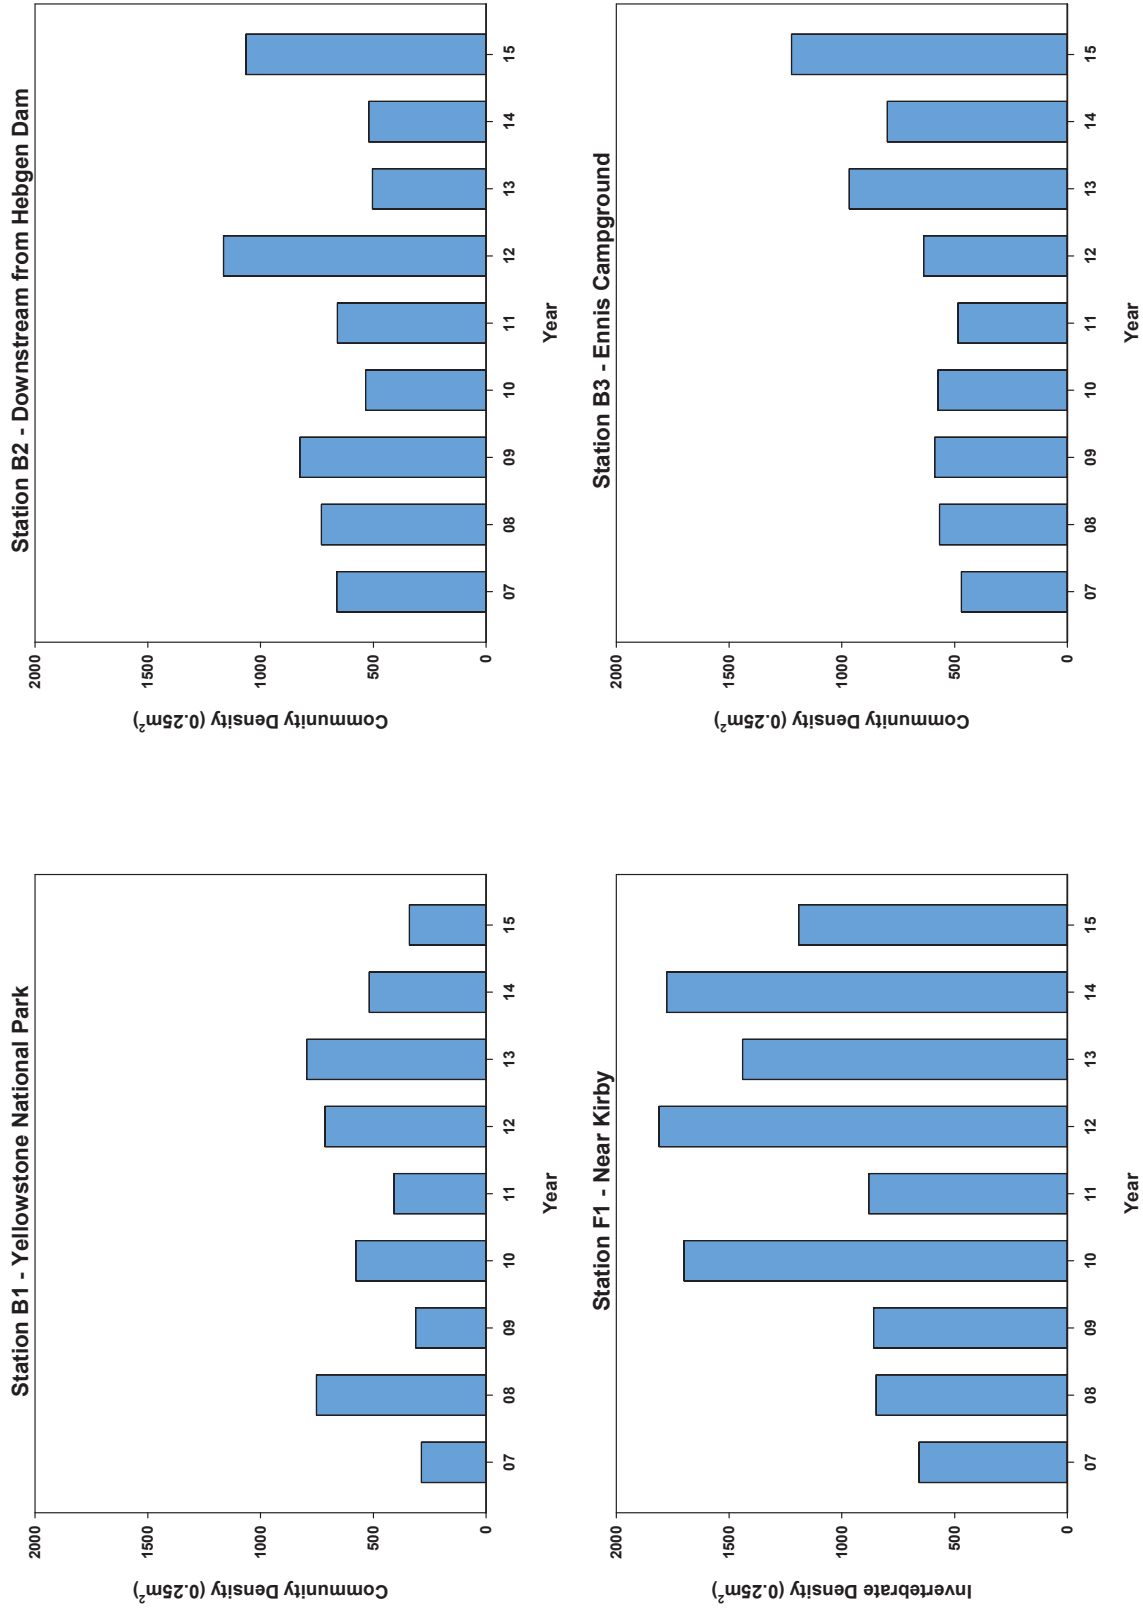 Station B1 - Yellowstone National Park
Community Density (0.25m²)
2000
1500
1000
500
0
07 08 09 10 11 12 13 14 15
Year
Station B2 - Downstream from Hebgen Dam
Community Density (0.25m²)
2000
1500
1000
500
0
07 08 09 10 11 12 13 14 15
Year
Station F1 - Near Kirby
Invertebrate Density (0.25m²)
2000
1500
1000
500
0
07 08 09 10 11 12 13 14 15
Year
Station B3 - Ennis Campground
Community Density (0.25m²)
2000
1500
1000
500
0
07 08 09 10 11 12 13 14 15
Year